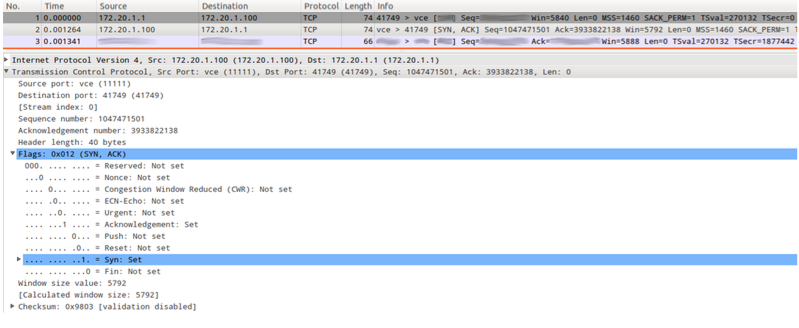 No. Time Source Destination Protocol Length Info
1 0.000000 172.20.1.1 172.20.1.100 TCP 74 41749 > vce [ ] Seq= Win=5840 Len=0 MSS=1460 SACK_PERM=1 TSval=270132 TSecr=0
2 0.001264 172.20.1.100 172.20.1.1 TCP 74 vce > 41749 [SYN, ACK] Seq=1047471501 Ack=3933822138 Win=5792 Len=0 MSS=1460 SACK_PERM=1
3 0.001341 TCP 66 > [ ] Seq= Ack= Win=5888 Len=0 TSval=270132 TSecr=1877442
Internet Protocol Version 4, Src: 172.20.1.100 (172.20.1.100), Dst: 172.20.1.1 (172.20.1.1)
Transmission Control Protocol, Src Port: vce (11111), Dst Port: 41749 (41749), Seq: 1047471501, Ack: 3933822138, Len: 0
Source port: vce (11111)
Destination port: 41749 (41749)
[Stream index: 0]
Sequence number: 1047471501
Acknowledgement number: 3933822138
Header length: 40 bytes
Flags: 0x012 (SYN, ACK)
000. .... .... = Reserved: Not set
...0 .... .... = Nonce: Not set
.... 0... .... = Congestion Window Reduced (CWR): Not set
.... .0.. .... = ECN-Echo: Not set
.... ..0. .... = Urgent: Not set
.... ...1 .... = Acknowledgement: Set
.... .... 0... = Push: Not set
.... .... .0.. = Reset: Not set
.... .... ..1. = Syn: Set
.... .... ...0 = Fin: Not set
Window size value: 5792
[Calculated window size: 5792]
Checksum: 0x9803 [validation disabled]